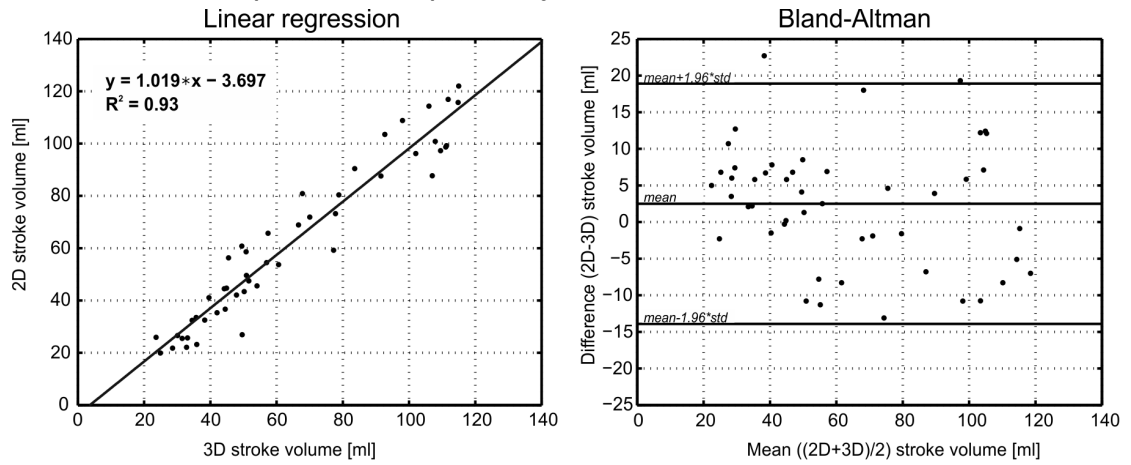 Linear regression
140
120
100
80
60
40
20
0
2D stroke volume [ml]
y = 1.019*x − 3.697
R² = 0.93
0 20 40 60 80 100 120 140
3D stroke volume [ml]
Bland-Altman
25
20
15
10
5
0
−5
−10
−15
−20
−25
Difference (2D-3D) stroke volume [ml]
mean+1.96*std
mean
mean-1.96*std
0 20 40 60 80 100 120 140
Mean ((2D+3D)/2) stroke volume [ml]